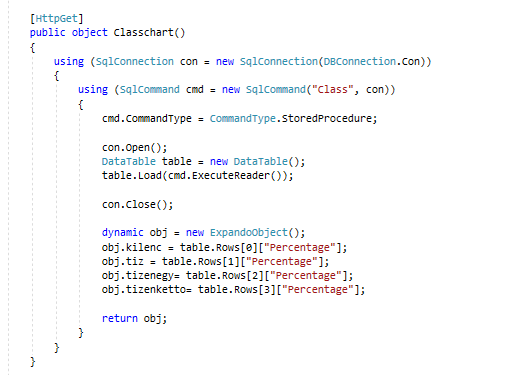 [HttpGet]
public object Classchart()
{
using (SqlConnection con = new SqlConnection(DBConnection.Con))
{
using (SqlCommand cmd = new SqlCommand("Class", con))
{
cmd.CommandType = CommandType.StoredProcedure;
con.Open();
DataTable table = new DataTable();
table.Load(cmd.ExecuteReader());
con.Close();
dynamic obj = new ExpandoObject();
obj.kilenc = table.Rows[0]["Percentage"];
obj.tiz = table.Rows[1]["Percentage"];
obj.tizenegy= table.Rows[2]["Percentage"];
obj.tizenketto= table.Rows[3]["Percentage"];
return obj;
}
}
}